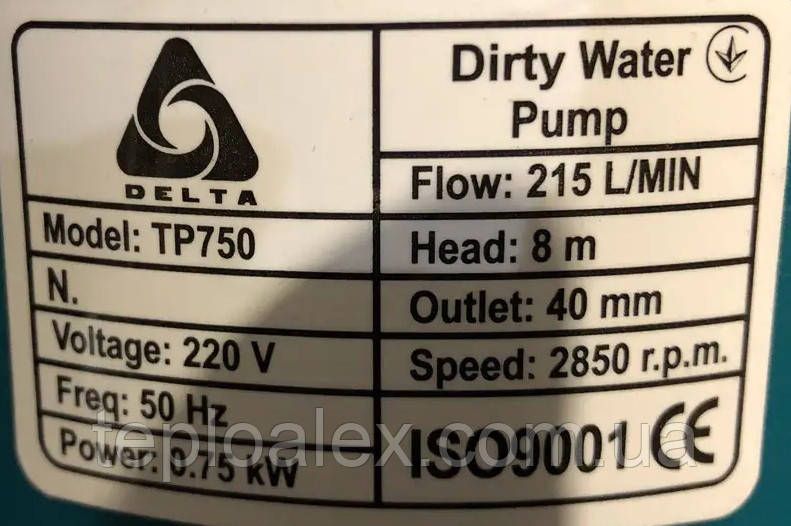 DELTA
Model: TP750
N.
Voltage: 220 V
Freq: 50 Hz
Power: 0.75 kW
Dirty Water
Pump
Flow: 215 L/MIN
Head: 8 m
Outlet: 40 mm
Speed: 2850 r.p.m.
ISO9001 CE
teploalex.com.ua